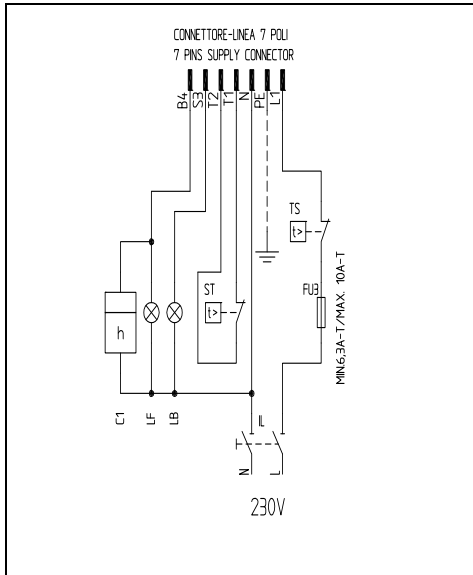 CONNETTORE-LINEA 7 POLI
7 PINS SUPPLY CONNECTOR
B4
S3
T2
T1
N
PE
L1
TS
t>
FU3
MIN.6,3A-T/MAX. 10A-T
ST
t>
h
C1
LF
LB
IL
N
L
230V